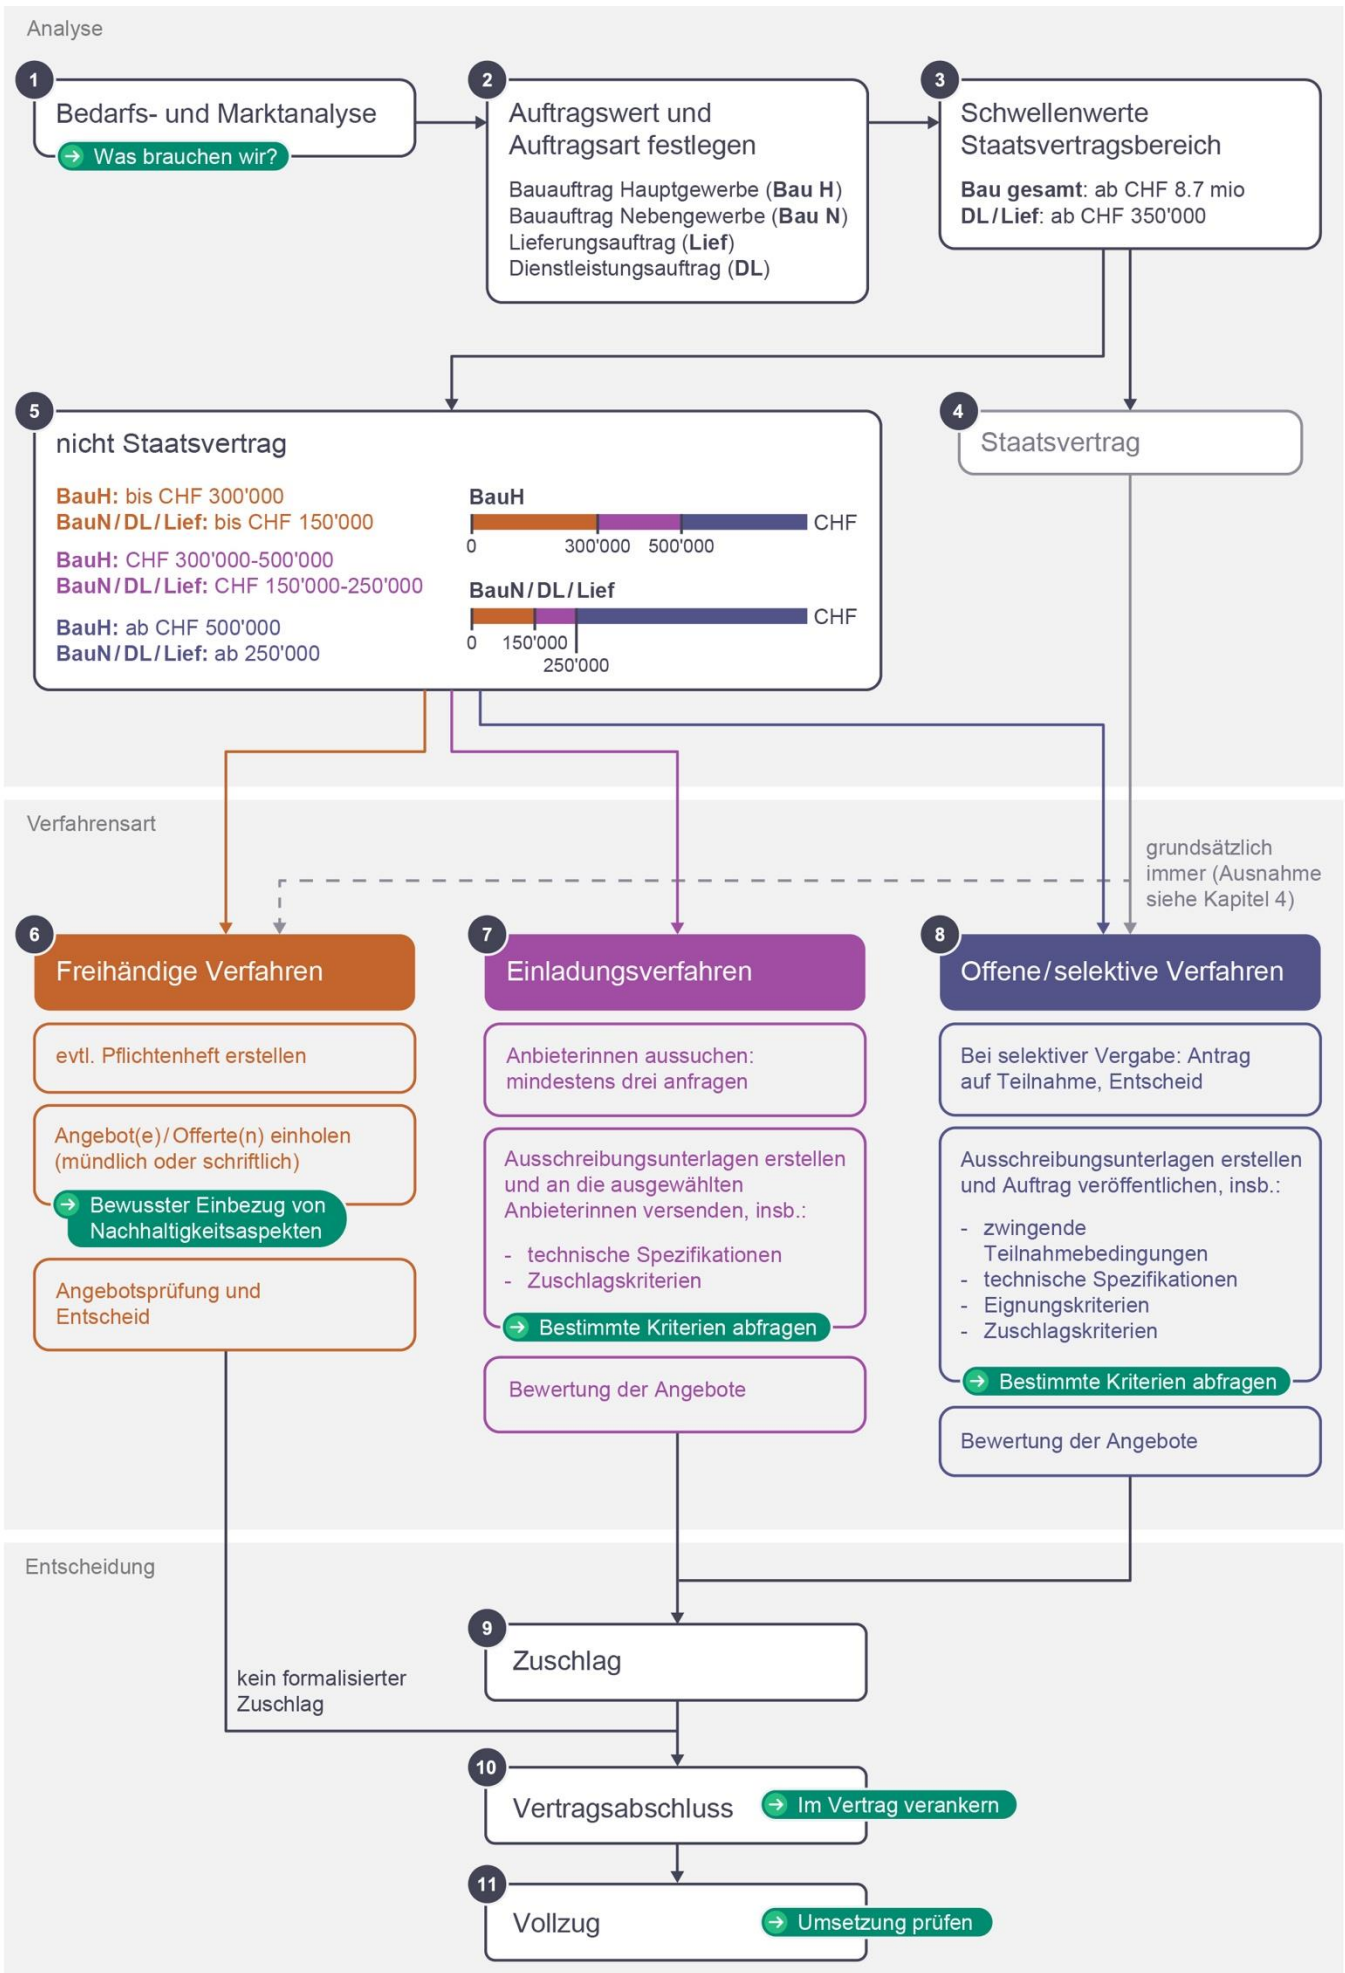 Analyse
1
Bedarfs- und Marktanalyse
Was brauchen wir?
2
Auftragswert und
Auftragsart festlegen
Bauauftrag Hauptgewerbe (Bau H)
Bauauftrag Nebengewerbe (Bau N)
Lieferungsauftrag (Lief)
Dienstleistungsauftrag (DL)
3
Schwellenwerte
Staatsvertragsbereich
Bau gesamt: ab CHF 8.7 mio
DL/Lief: ab CHF 350'000
5
nicht Staatsvertrag
BauH: bis CHF 300'000
BauN/DL/Lief: bis CHF 150'000
BauH: CHF 300'000-500'000
BauN/DL/Lief: CHF 150'000-250'000
BauH: ab CHF 500'000
BauN/DL/Lief: ab 250'000
BauH
CHF
0 300'000 500'000
BauN/DL/Lief
CHF
0 150'000
250'000
4
Staatsvertrag
Verfahrensart
grundsätzlich
immer (Ausnahme
siehe Kapitel 4)
6
Freihändige Verfahren
evtl. Pflichtenheft erstellen
Angebot(e)/Offerte(n) einholen
(mündlich oder schriftlich)
Bewusster Einbezug von
Nachhaltigkeitsaspekten
Angebotsprüfung und
Entscheid
7
Einladungsverfahren
Anbieterinnen aussuchen:
mindestens drei anfragen
Ausschreibungsunterlagen erstellen
und an die ausgewählten
Anbieterinnen versenden, insb.:
- technische Spezifikationen
- Zuschlagskriterien
Bestimmte Kriterien abfragen
Bewertung der Angebote
8
Offene/selektive Verfahren
Bei selektiver Vergabe: Antrag
auf Teilnahme, Entscheid
Ausschreibungsunterlagen erstellen
und Auftrag veröffentlichen, insb.:
- zwingende
Teilnahmebedingungen
- technische Spezifikationen
- Eignungskriterien
- Zuschlagskriterien
Bestimmte Kriterien abfragen
Bewertung der Angebote
Entscheidung
kein formalisierter
Zuschlag
9
Zuschlag
10
Vertragsabschluss
Im Vertrag verankern
11
Vollzug
Umsetzung prüfen